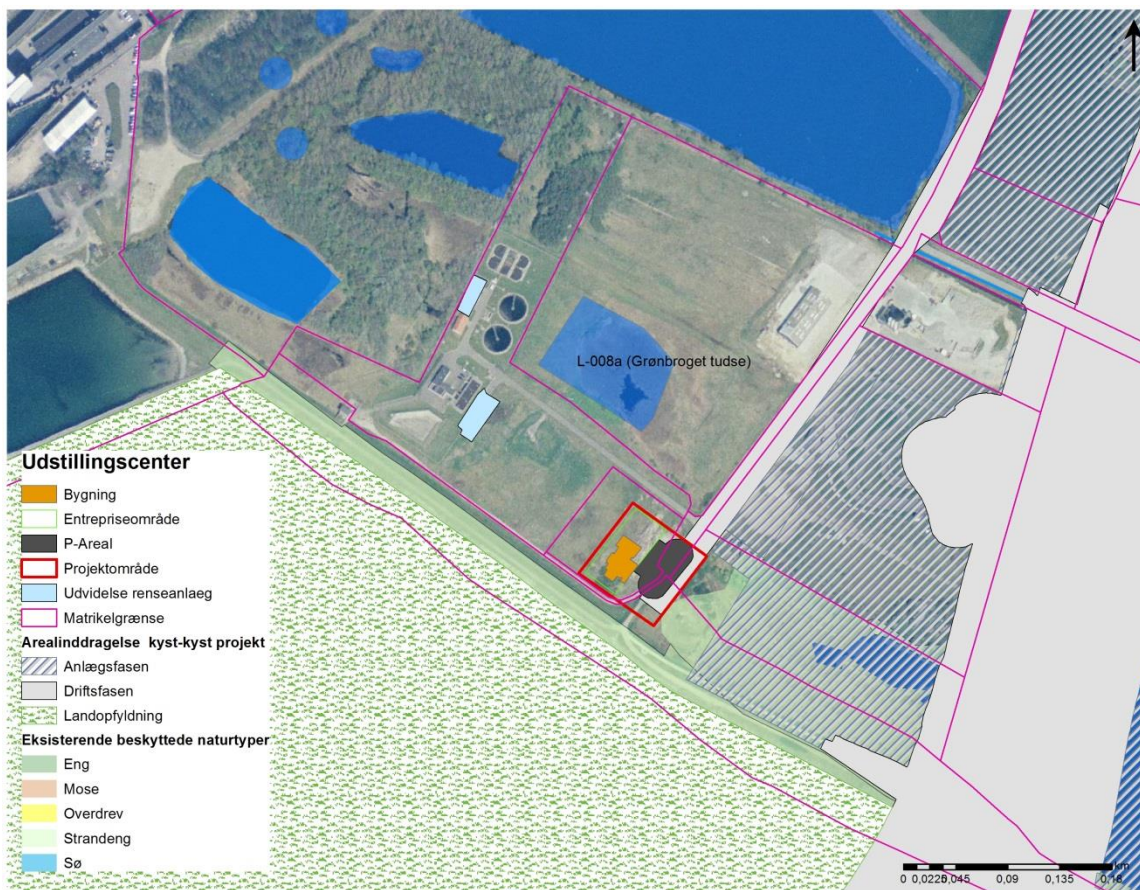 L-008a (Grønbroget tudse)
Udstillingscenter
Bygning
Entrepriseområde
P-Areal
Projektområde
Udvidelse renseanlaeg
Matrikelgrænse
Arealinddragelse kyst-kyst projekt
Anlægsfasen
Driftsfasen
Landopfyldning
Eksisterende beskyttede naturtyper
Eng
Mose
Overdrev
Strandeng
Sø
km
0 0,0225 0,045 0,09 0,135 0,18